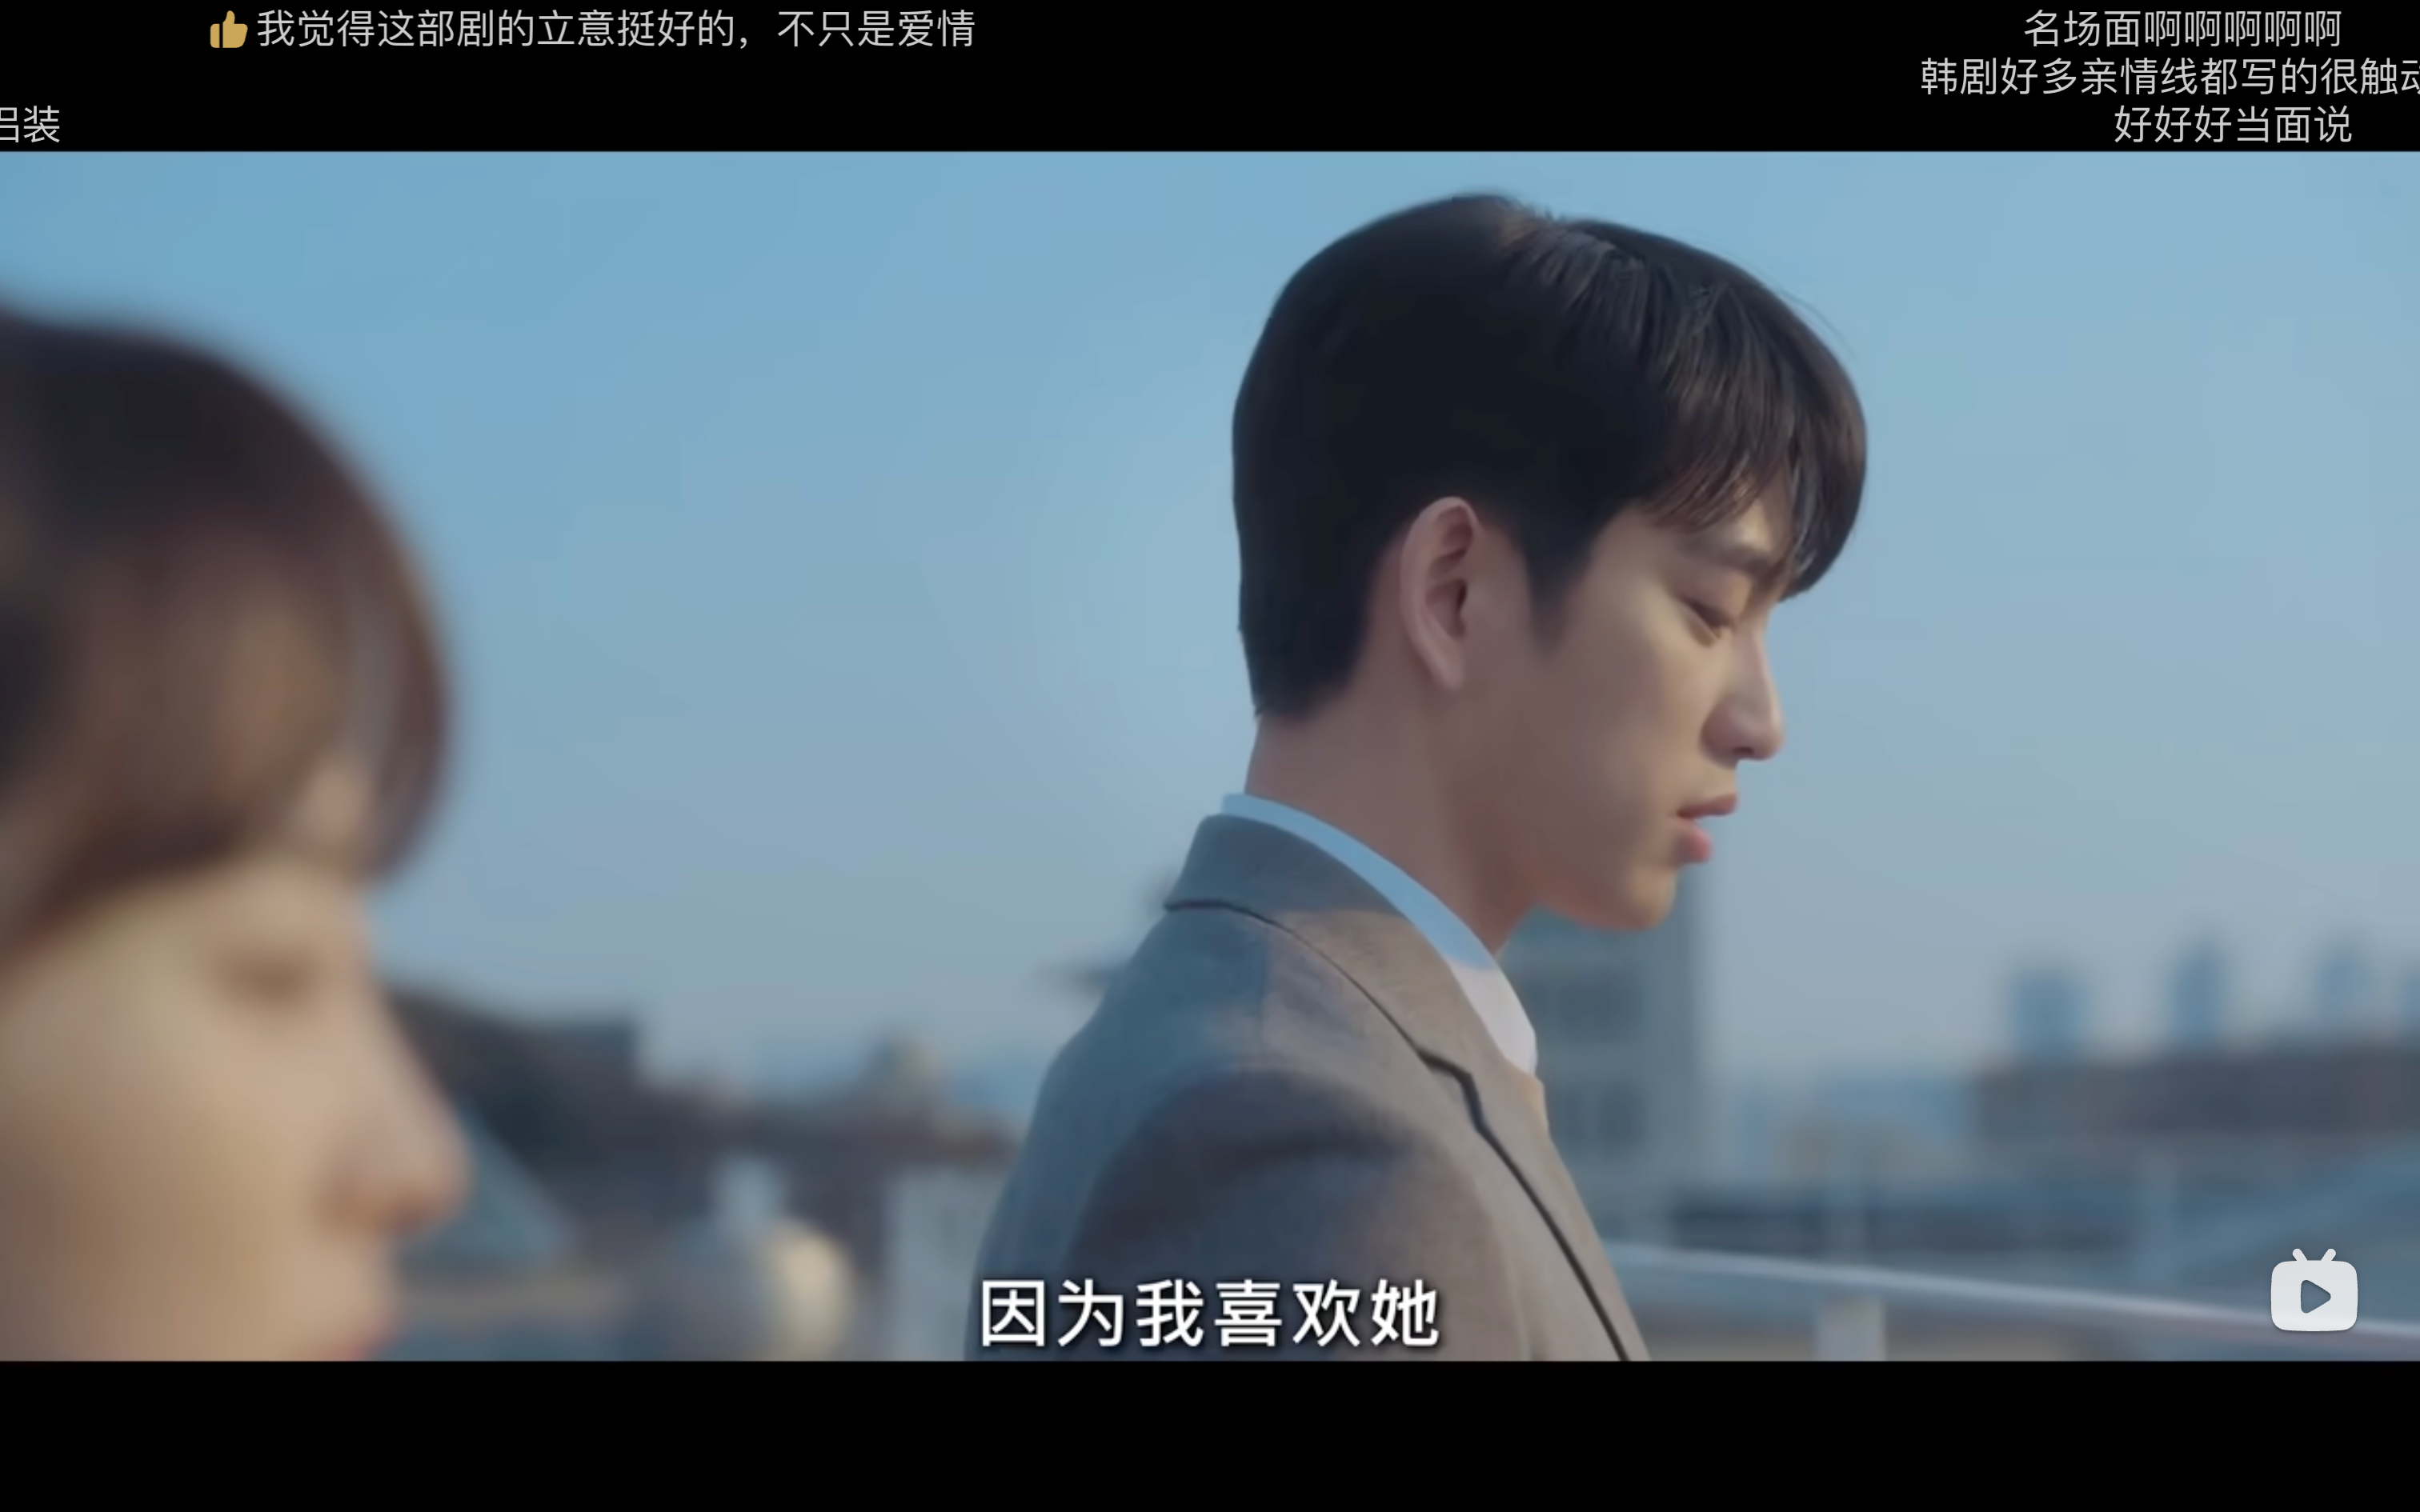 我觉得这部剧的立意挺好的，不只是爱情
名场面啊啊啊啊啊
韩剧好多亲情线都写的很触动
侣装
好好好当面说
因为我喜欢她